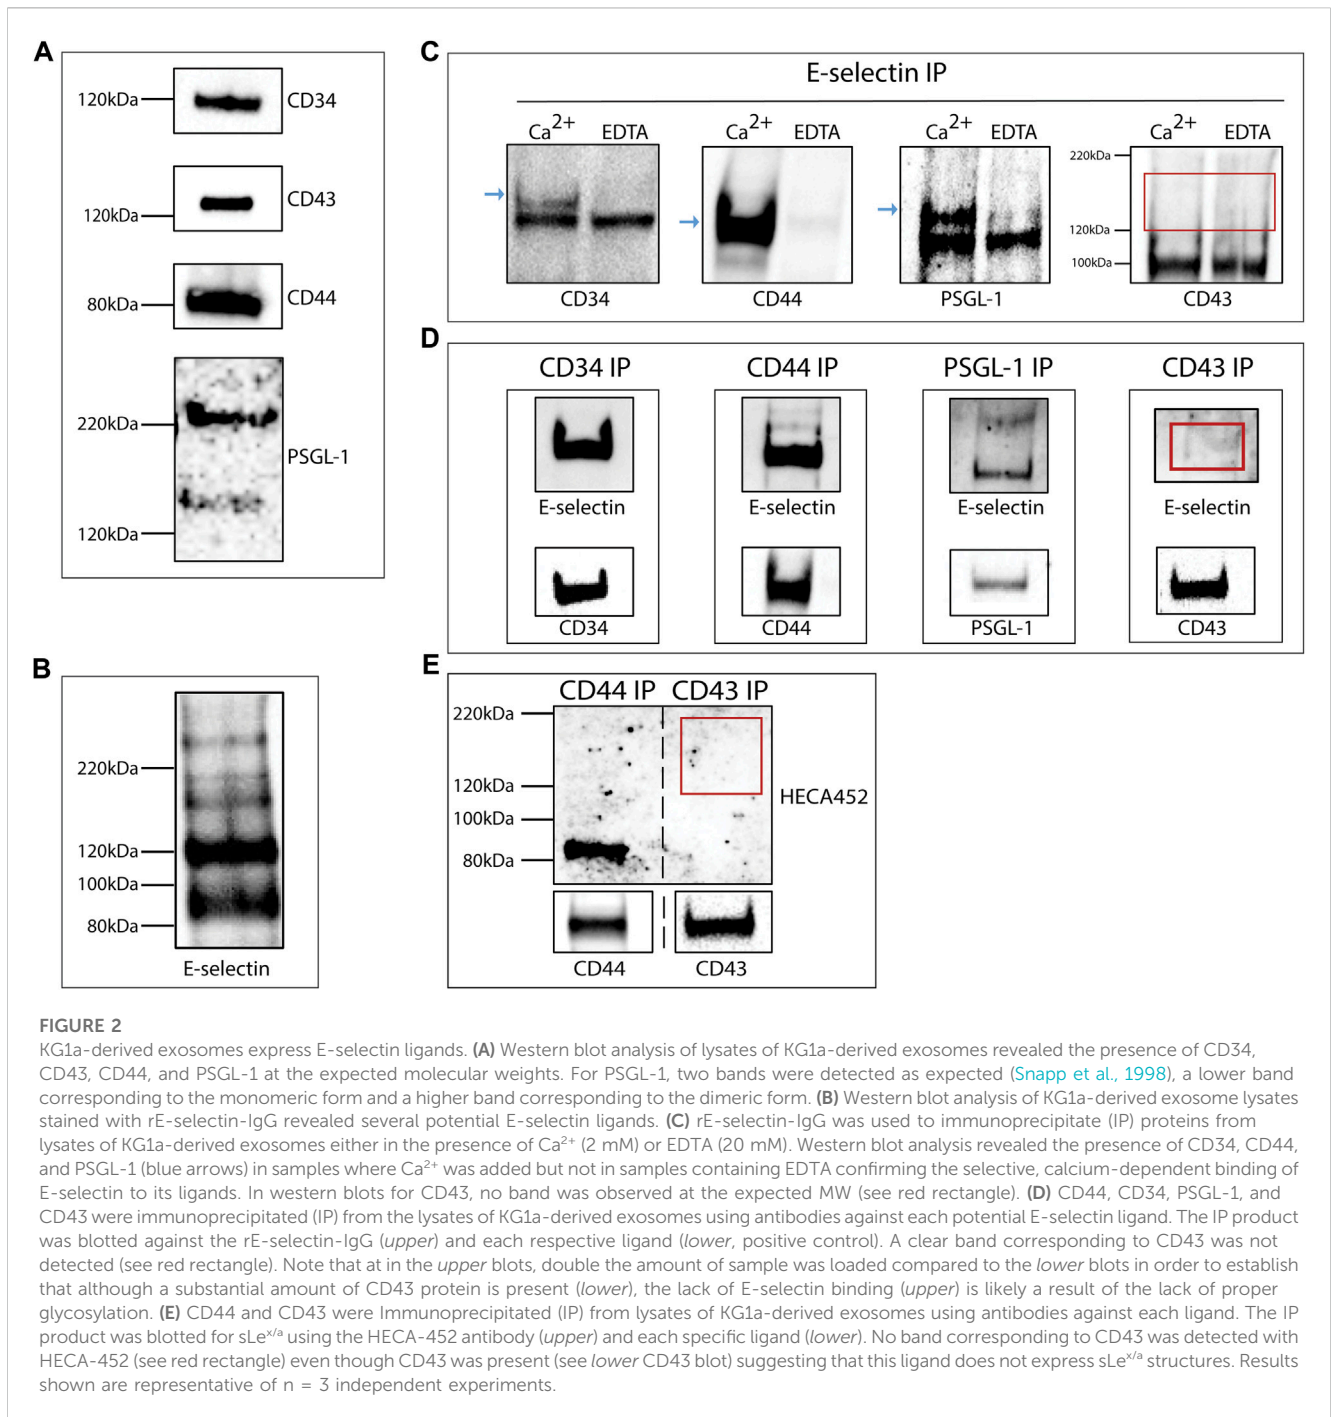 A
120kDa
CD34
120kDa
CD43
80kDa
CD44
220kDa
PSGL-1
120kDa
B
220kDa
120kDa
100kDa
80kDa
E-selectin
C
E-selectin IP
Ca²⁺ EDTA
CD34
Ca²⁺ EDTA
CD44
Ca²⁺ EDTA
PSGL-1
Ca²⁺ EDTA
220kDa
120kDa
100kDa
CD43
D
CD34 IP
E-selectin
CD34
CD44 IP
E-selectin
CD44
PSGL-1 IP
E-selectin
PSGL-1
CD43 IP
E-selectin
CD43
E
CD44 IP CD43 IP
220kDa
120kDa
100kDa
80kDa
HECA452
CD44 CD43
FIGURE 2
KG1a-derived exosomes express E-selectin ligands. (A) Western blot analysis of lysates of KG1a-derived exosomes revealed the presence of CD34,
CD43, CD44, and PSGL-1 at the expected molecular weights. For PSGL-1, two bands were detected as expected (Snapp et al., 1998), a lower band
corresponding to the monomeric form and a higher band corresponding to the dimeric form. (B) Western blot analysis of KG1a-derived exosome lysates
stained with rE-selectin-IgG revealed several potential E-selectin ligands. (C) rE-selectin-IgG was used to immunoprecipitate (IP) proteins from
lysates of KG1a-derived exosomes either in the presence of Ca²⁺ (2 mM) or EDTA (20 mM). Western blot analysis revealed the presence of CD34, CD44,
and PSGL-1 (blue arrows) in samples where Ca²⁺ was added but not in samples containing EDTA confirming the selective, calcium-dependent binding of
E-selectin to its ligands. In western blots for CD43, no band was observed at the expected MW (see red rectangle). (D) CD44, CD34, PSGL-1, and
CD43 were immunoprecipitated (IP) from the lysates of KG1a-derived exosomes using antibodies against each potential E-selectin ligand. The IP product
was blotted against the rE-selectin-IgG (upper) and each respective ligand (lower, positive control). A clear band corresponding to CD43 was not
detected (see red rectangle). Note that at in the upper blots, double the amount of sample was loaded compared to the lower blots in order to establish
that although a substantial amount of CD43 protein is present (lower), the lack of E-selectin binding (upper) is likely a result of the lack of proper
glycosylation. (E) CD44 and CD43 were Immunoprecipitated (IP) from lysates of KG1a-derived exosomes using antibodies against each ligand. The IP
product was blotted for sLeˣ/ᵃ using the HECA-452 antibody (upper) and each specific ligand (lower). No band corresponding to CD43 was detected with
HECA-452 (see red rectangle) even though CD43 was present (see lower CD43 blot) suggesting that this ligand does not express sLeˣ/ᵃ structures. Results
shown are representative of n = 3 independent experiments.